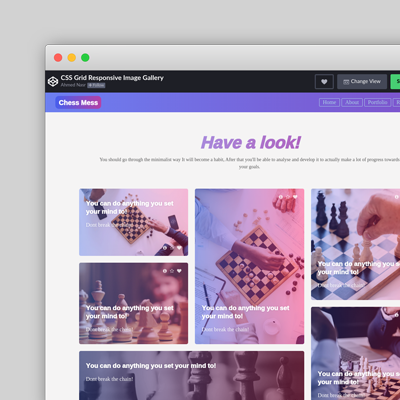 CSS Grid Responsive Image Gallery
Change View
Chess Mess
Home
About
Portfolio
Have a look!
You should go through the minimalist way It will become a habit, After that you'll be able to analyse and develop it to actually make a lot of progress towards
your goals.
You can do anything you set
your mind to!
Dont break the chain!
You can do anything you set
your mind to!
Dont break the chain!
You can do anything you set
your mind to!
Dont break the chain!
You can do anything you s
your mind to!
Dont break the chain!
You can do anything you set your mind to!
Dont break the chain!
You can do anything you s
your mind to!
Dont break the chain!